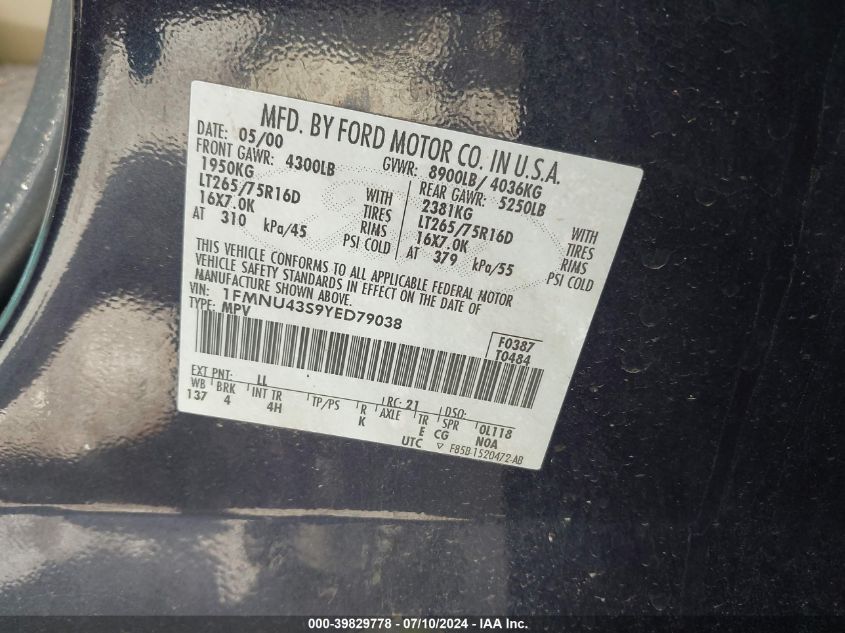 MFD. BY FORD MOTOR CO. IN U.S.A.
DATE: 05/00 GVWR: 8900LB/ 4036KG
FRONT GAWR: 4300LB REAR GAWR: 5250LB
1950KG 2381KG
LT265/75R16D WITH TIRES LT265/75R16D WITH TIRES
16X7.0K RIMS 16X7.0K RIMS
AT 310 kPa/45 PSI COLD AT 379 kPa/55 PSI COLD
THIS VEHICLE CONFORMS TO ALL APPLICABLE FEDERAL MOTOR
VEHICLE SAFETY STANDARDS IN EFFECT ON THE DATE OF
MANUFACTURE SHOWN ABOVE.
VIN: 1FMNU43S9YED79038
TYPE: MPV
F0387
T0484
EXT PNT: LL RC: 21 DSO:
WB BRK INT TR TP/PS R AXLE TR SPR OL118
137 4 4H K E CG NOA
UTC F85B-1520472-AB
000-39829778 - 07/10/2024 - IAA Inc.